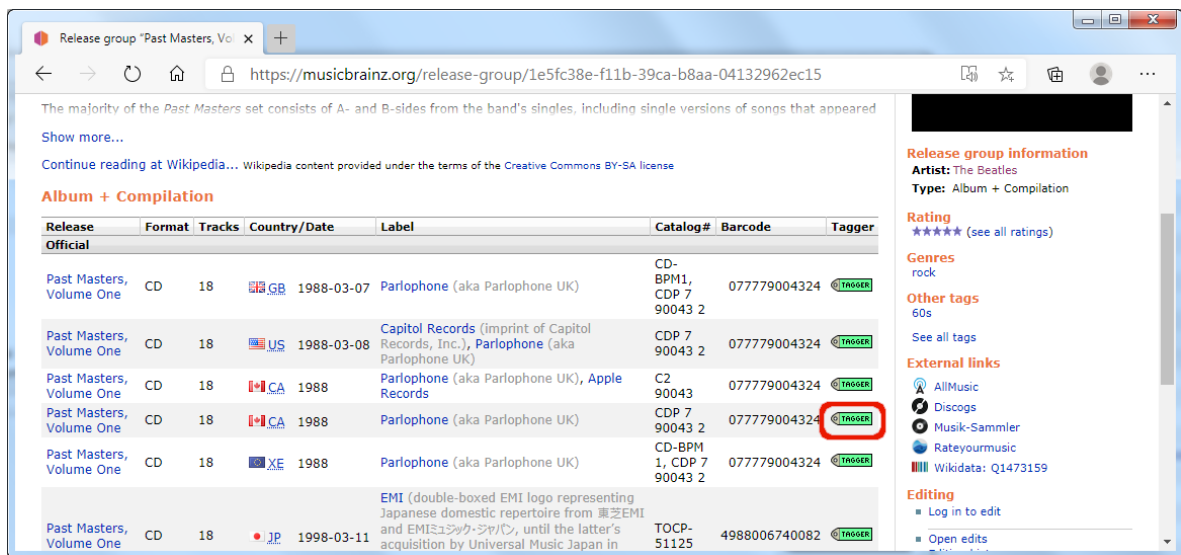 Release group "Past Masters, Vol
https://musicbrainz.org/release-group/1e5fc38e-f11b-39ca-b8aa-04132962ec15
The majority of the Past Masters set consists of A- and B-sides from the band's singles, including single versions of songs that appeared
Show more...
Continue reading at Wikipedia... Wikipedia content provided under the terms of the Creative Commons BY-SA license
Album + Compilation
Release Format Tracks Country/Date Label Catalog# Barcode Tagger
Official
Past Masters, Volume One CD 18 GB 1988-03-07 Parlophone (aka Parlophone UK) CD-BPM1, CDP 7 90043 2 077779004324 TAGGER
Past Masters, Volume One CD 18 US 1988-03-08 Capitol Records (imprint of Capitol Records, Inc.), Parlophone (aka Parlophone UK) CDP 7 90043 2 077779004324 TAGGER
Past Masters, Volume One CD 18 CA 1988 Parlophone (aka Parlophone UK), Apple Records C2 90043 077779004324 TAGGER
Past Masters, Volume One CD 18 CA 1988 Parlophone (aka Parlophone UK) CDP 7 90043 2 077779004324 TAGGER
Past Masters, Volume One CD 18 XE 1988 Parlophone (aka Parlophone UK) CD-BPM 1, CDP 7 90043 2 077779004324 TAGGER
Past Masters, Volume One CD 18 JP 1998-03-11 EMI (double-boxed EMI logo representing Japanese domestic repertoire from 東芝EMI and EMIミュージック・ジャパン, until the latter's acquisition by Universal Music Japan in TOCP-51125 4988006740082 TAGGER
Release group information
Artist: The Beatles
Type: Album + Compilation
Rating
★★★★★ (see all ratings)
Genres
rock
Other tags
60s
See all tags
External links
AllMusic
Discogs
Musik-Sammler
Rateyourmusic
Wikidata: Q1473159
Editing
Log in to edit
Open edits